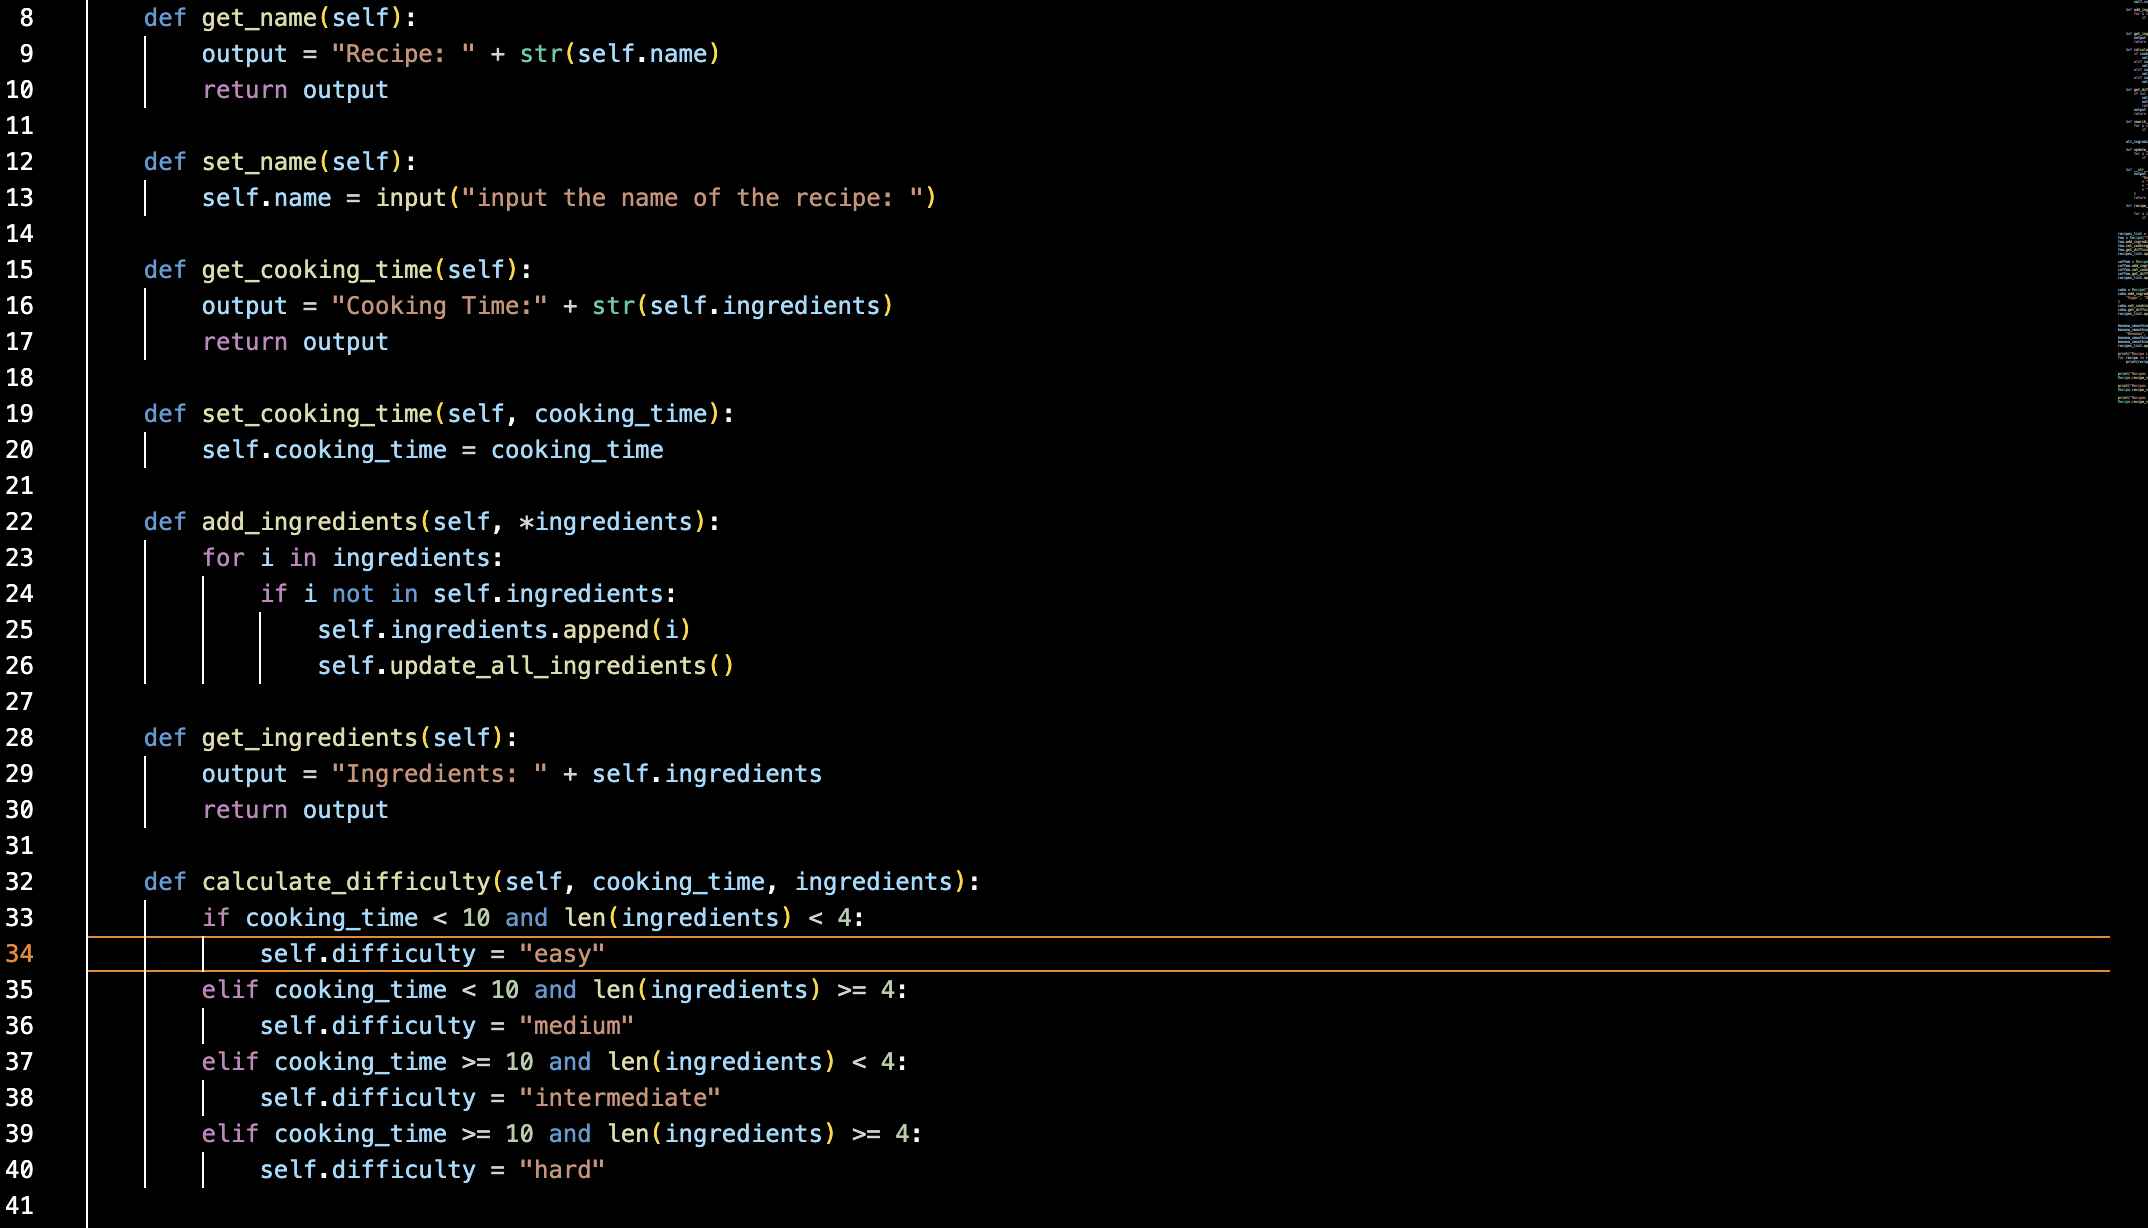 8 def get_name(self):
9 output = "Recipe: " + str(self.name)
10 return output
11
12 def set_name(self):
13 self.name = input("input the name of the recipe: ")
14
15 def get_cooking_time(self):
16 output = "Cooking Time:" + str(self.ingredients)
17 return output
18
19 def set_cooking_time(self, cooking_time):
20 self.cooking_time = cooking_time
21
22 def add_ingredients(self, *ingredients):
23 for i in ingredients:
24 if i not in self.ingredients:
25 self.ingredients.append(i)
26 self.update_all_ingredients()
27
28 def get_ingredients(self):
29 output = "Ingredients: " + self.ingredients
30 return output
31
32 def calculate_difficulty(self, cooking_time, ingredients):
33 if cooking_time < 10 and len(ingredients) < 4:
34 self.difficulty = "easy"
35 elif cooking_time < 10 and len(ingredients) >= 4:
36 self.difficulty = "medium"
37 elif cooking_time >= 10 and len(ingredients) < 4:
38 self.difficulty = "intermediate"
39 elif cooking_time >= 10 and len(ingredients) >= 4:
40 self.difficulty = "hard"
41